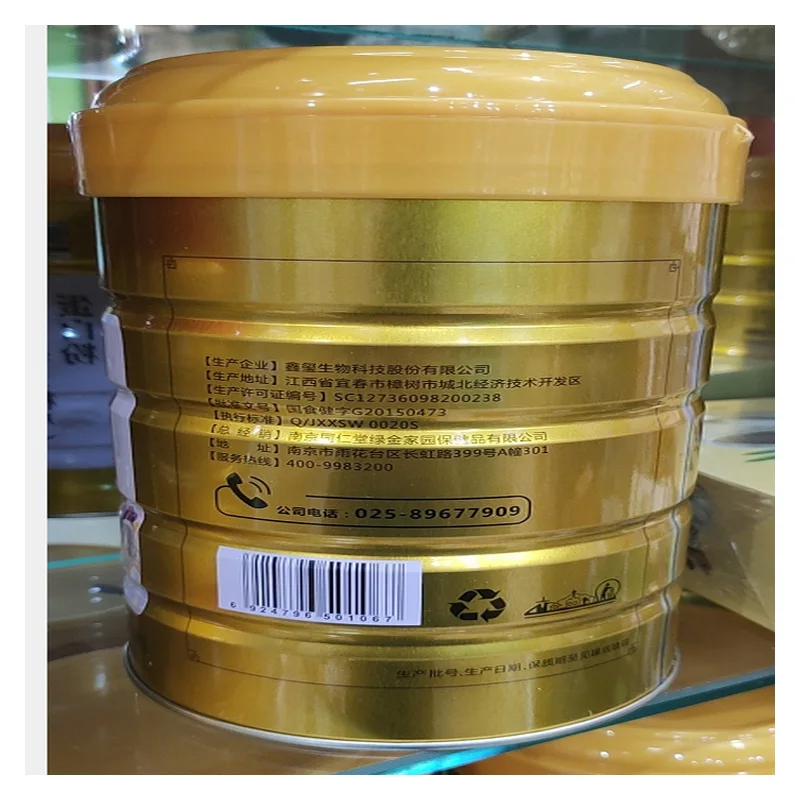 【生产企业】鑫玺生物科技股份有限公司
【生产地址】江西省宜春市樟树市城北经济技术开发区
【生产许可证编号】SC12736098200238
【批准文号】国食健字G20150473
【执行标准】Q/JXXSW 0020S
【总 经 销】南京同仁堂绿金家园保健品有限公司
【地 址】南京市雨花台区长虹路399号A幢301
【服务热线】400-9983200
公司电话：025-89677909
6 924796 501067
生产批号、生产日期、保质期至见罐底喷码
蛋白粉